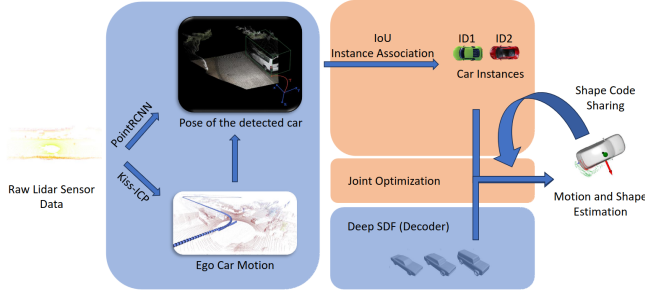 Raw Lidar Sensor
Data
PointRCNN
Kiss-ICP
Pose of the detected car
Ego Car Motion
IoU
Instance Association
ID1 ID2
Car Instances
Joint Optimization
Deep SDF (Decoder)
Shape Code
Sharing
Motion and Shape
Estimation